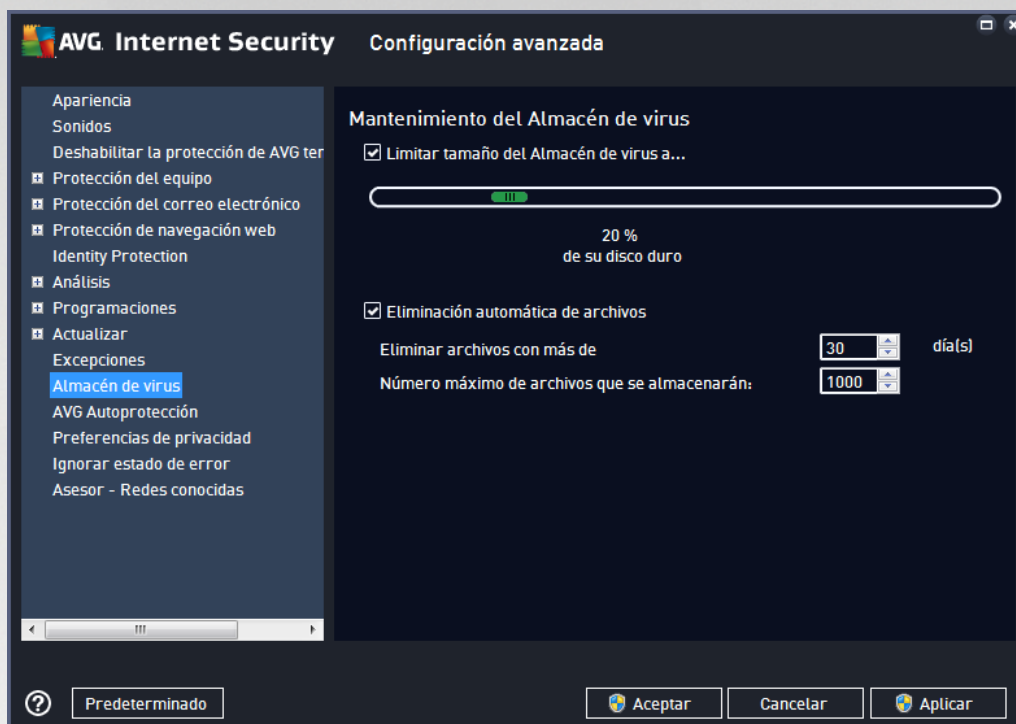 AVG Internet Security Configuración avanzada
Apariencia
Sonidos
Deshabilitar la protección de AVG ter
Protección del equipo
Protección del correo electrónico
Protección de navegación web
Identity Protection
Análisis
Programaciones
Actualizar
Excepciones
Almacén de virus
AVG Autoprotección
Preferencias de privacidad
Ignorar estado de error
Asesor - Redes conocidas
Mantenimiento del Almacén de virus
Limitar tamaño del Almacén de virus a...
20 %
de su disco duro
Eliminación automática de archivos
Eliminar archivos con más de 30 día(s)
Número máximo de archivos que se almacenarán: 1000
Predeterminado Aceptar Cancelar Aplicar